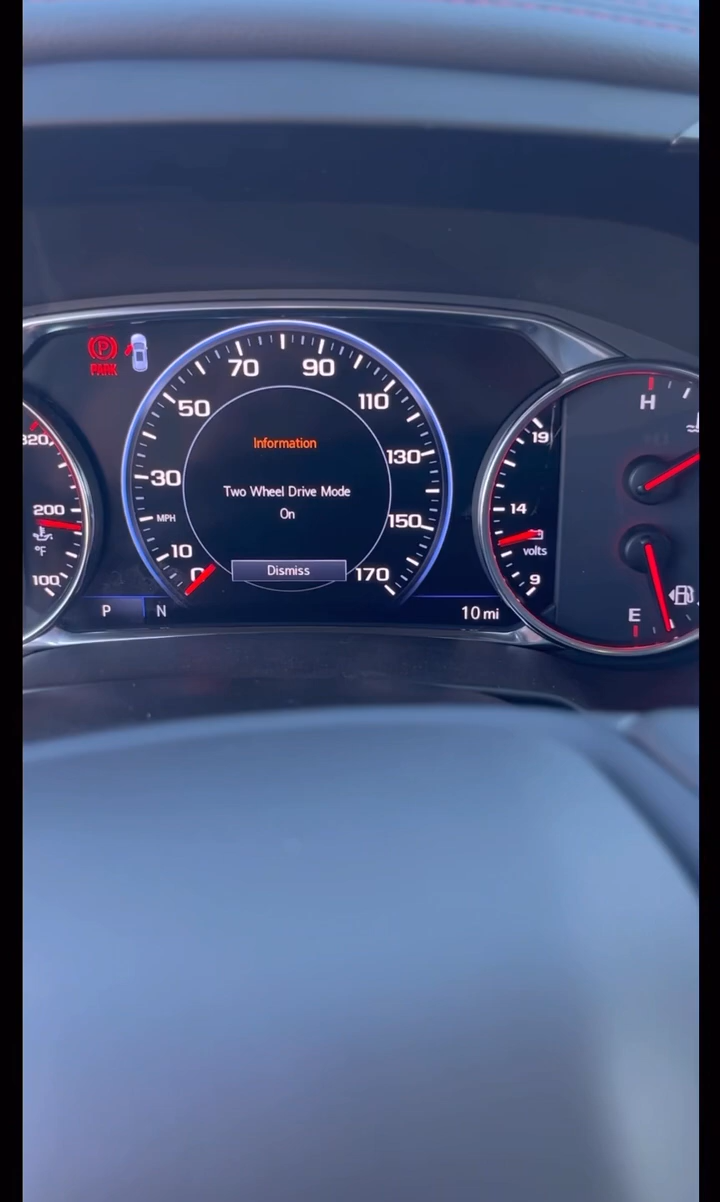 PARK
70
90
50
110
H
320
Information
19
130
30
Two Wheel Drive Mode
200
14
MPH
On
150
10
volts
°F
0
Dismiss
170
100
9
P
N
10 mi
E